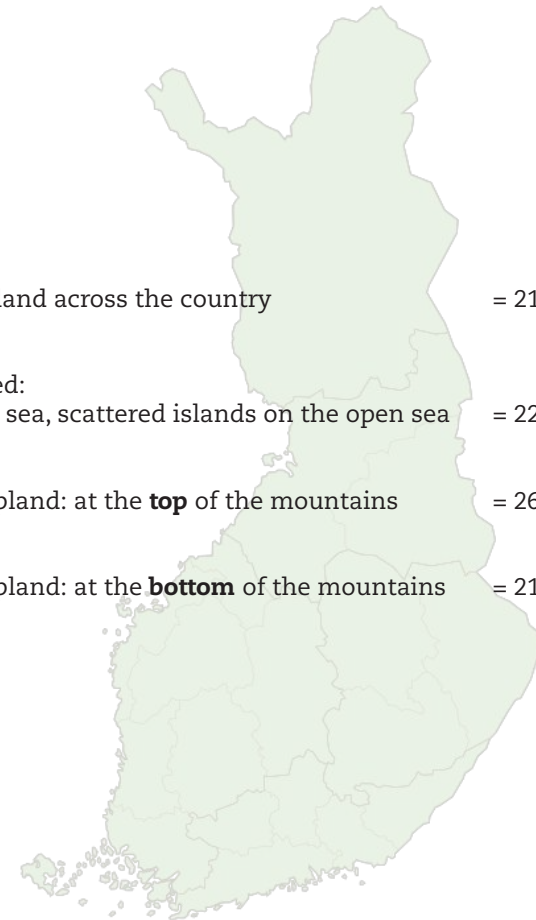 and across the country = 21
ed:
sea, scattered islands on the open sea = 22
pland: at the top of the mountains = 26
pland: at the bottom of the mountains = 21